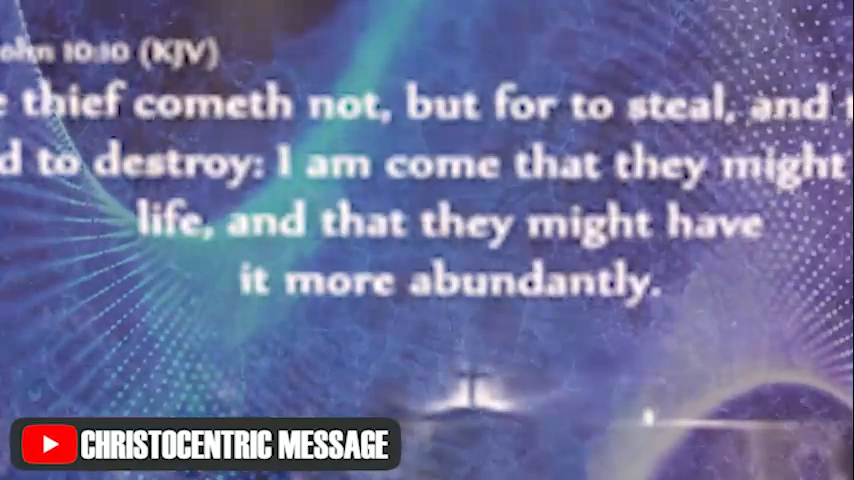 ohn 10:10 (KJV)
e thief cometh not, but for to steal, and t
d to destroy: I am come that they might
life, and that they might have
it more abundantly.
CHRISTOCENTRIC MESSAGE